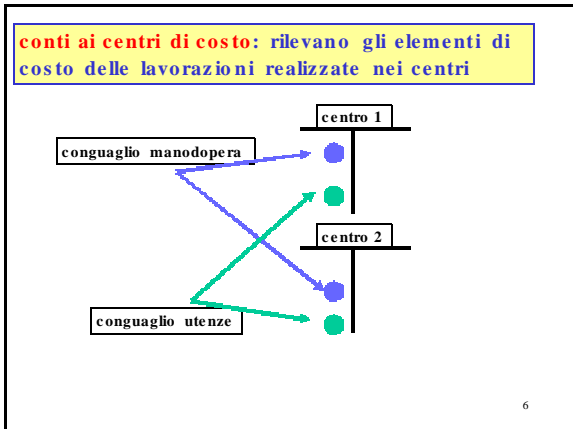 conti ai centri di costo: rilevano gli elementi di
costo delle lavorazioni realizzate nei centri
centro 1
conguaglio manodopera
centro 2
conguaglio utenze
6